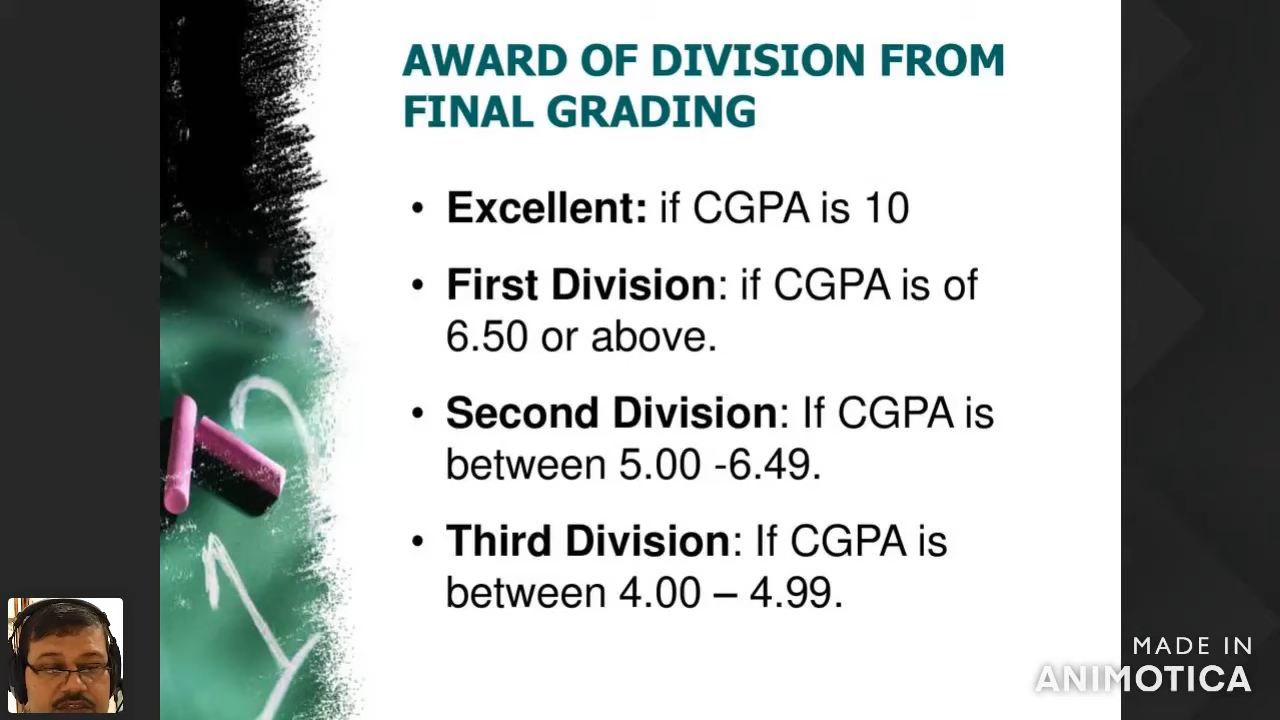 AWARD OF DIVISION FROM
FINAL GRADING
• Excellent: if CGPA is 10
• First Division: if CGPA is of
6.50 or above.
• Second Division: If CGPA is
between 5.00 -6.49.
• Third Division: If CGPA is
between 4.00 – 4.99.
MADE IN
ANIMOTICA